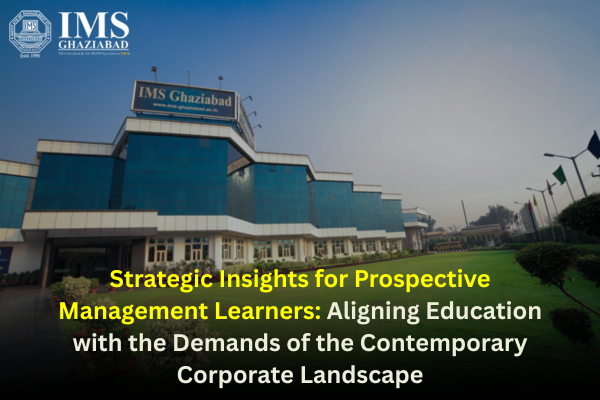 IMS
GHAZIABAD
Estd. 1990
IMS Ghaziabad
www.ims-ghaziabad.ac.in
Strategic Insights for Prospective
Management Learners: Aligning Education
with the Demands of the Contemporary
Corporate Landscape